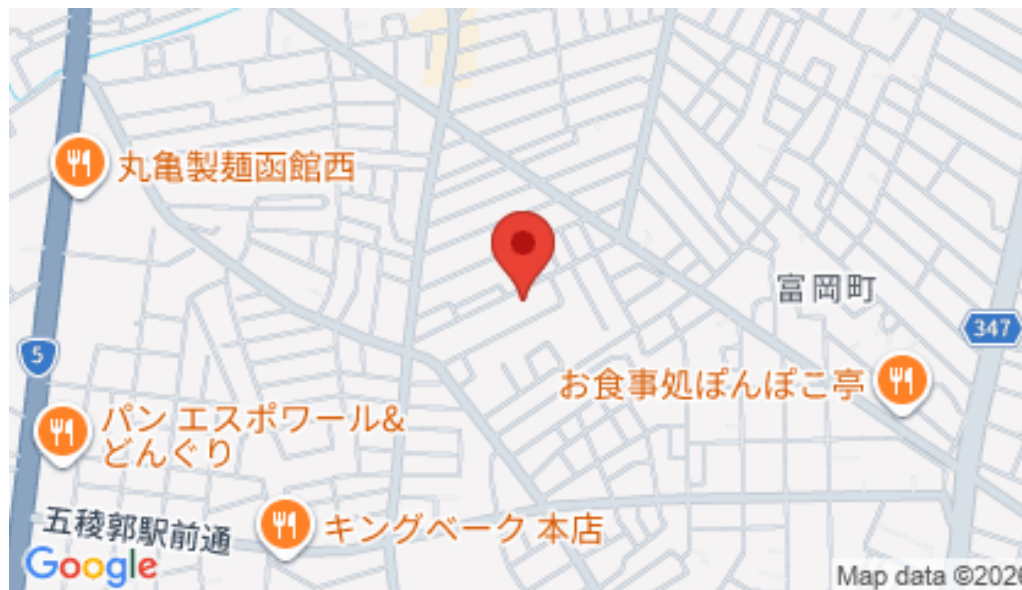 丸亀製麺函館西
富岡町
347
5
お食事処ぽんぽこ亭
パン エスポワール&
どんぐり
五稜郭駅前通
キングベーク 本店
Google
Map data ©2026